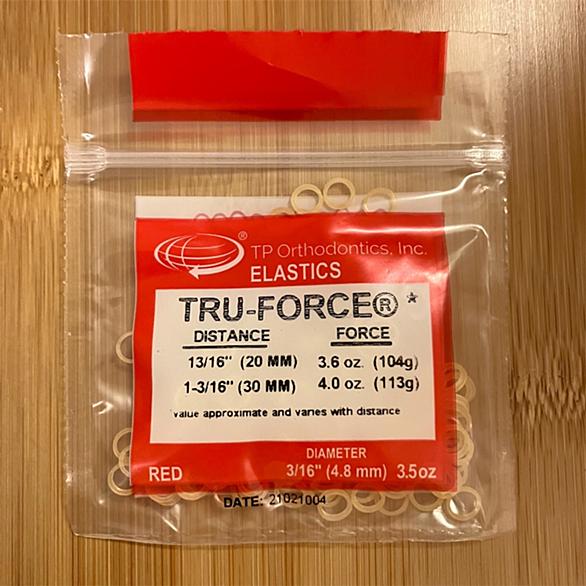 ® TP Orthodontics, Inc.
ELASTICS
TRU-FORCE® *
DISTANCE FORCE
13/16" (20 MM) 3.6 oz. (104g)
1-3/16" (30 MM) 4.0 oz. (113g)
*value approximate and varies with distance
DIAMETER
RED 3/16" (4.8 mm) 3.5oz
DATE: 21021004